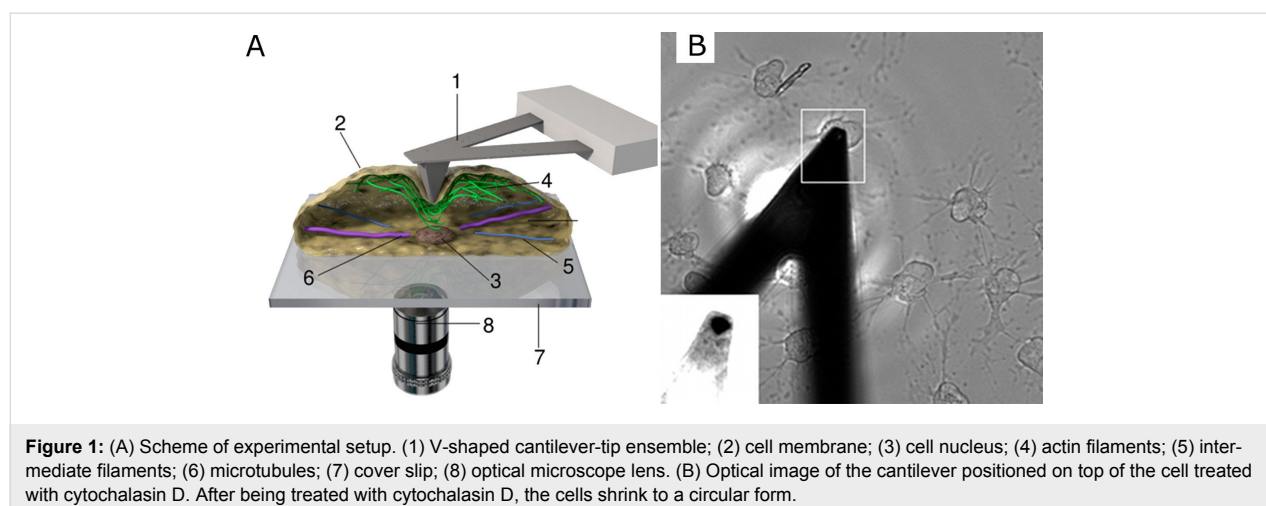 A
B
1
2
4
6
3
5
8
7
Figure 1: (A) Scheme of experimental setup. (1) V-shaped cantilever-tip ensemble; (2) cell membrane; (3) cell nucleus; (4) actin filaments; (5) inter-
mediate filaments; (6) microtubules; (7) cover slip; (8) optical microscope lens. (B) Optical image of the cantilever positioned on top of the cell treated
with cytochalasin D. After being treated with cytochalasin D, the cells shrink to a circular form.